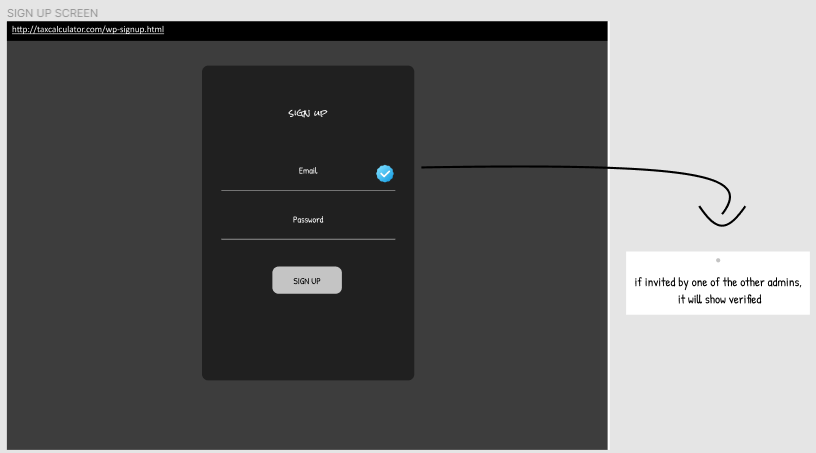 SIGN UP SCREEN
http://taxcalculator.com/wp-signup.html
SIGN UP
Email
Password
SIGN UP
if invited by one of the other admins,
it will show verified